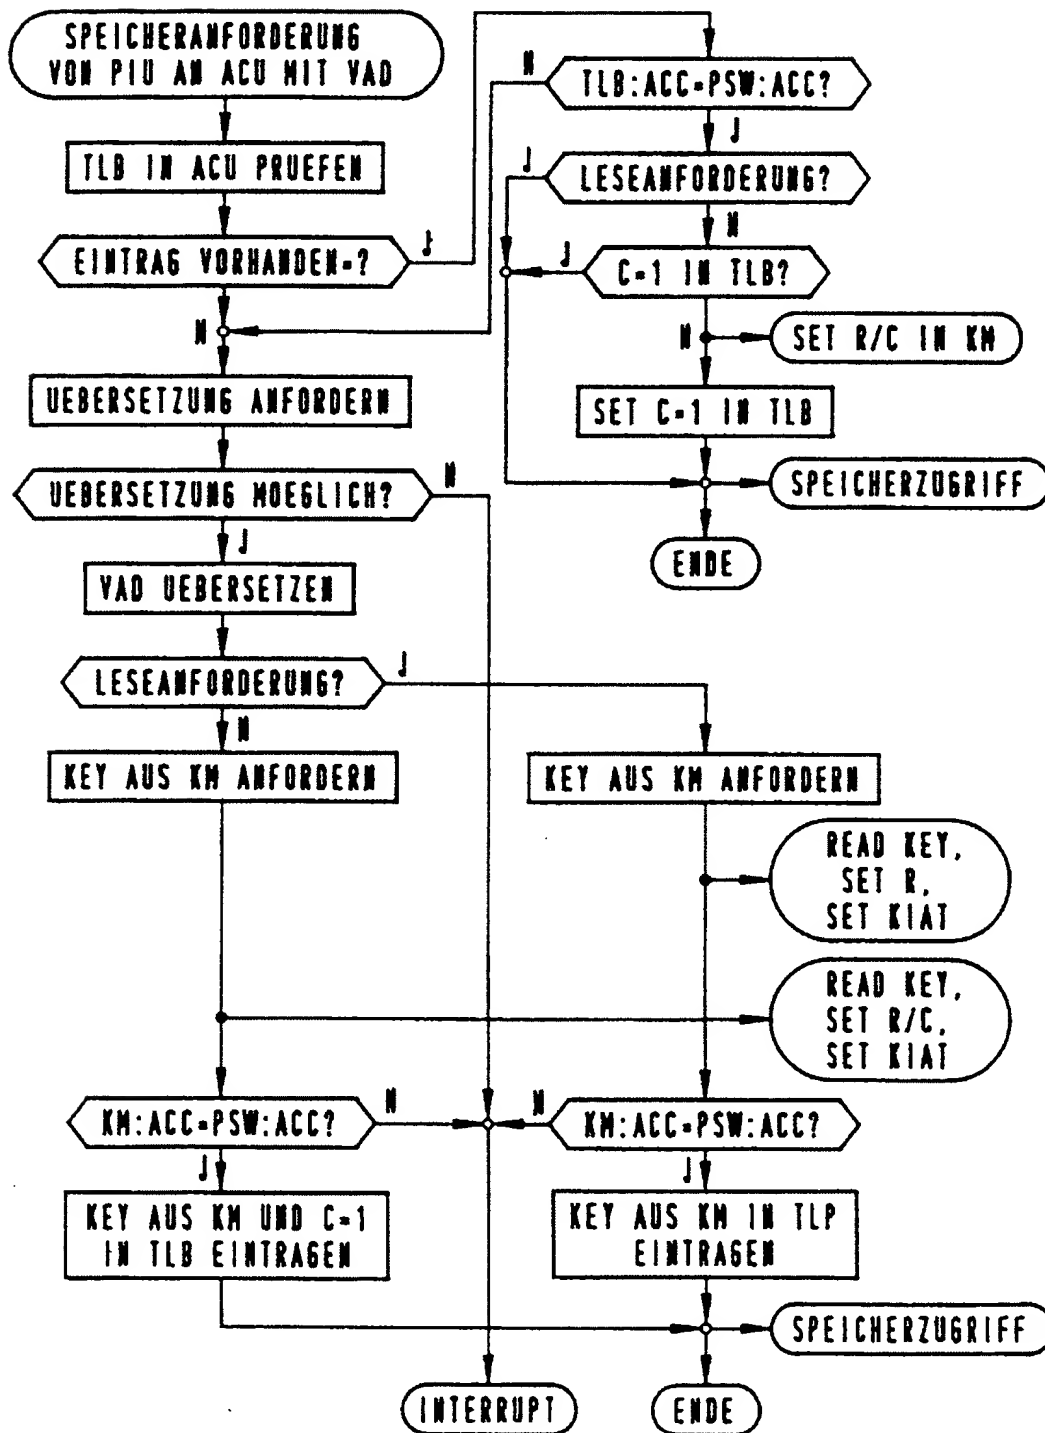 SPEICHERANFORDERUNG
VON PIU AN ACU MIT VAD
TLB IN ACU PRUEFEN
EINTRAG VORHANDEN=?
J
N
UEBERSETZUNG ANFORDERN
UEBERSETZUNG MOEGLICH?
N
J
VAD UEBERSETZEN
LESEANFORDERUNG?
J
N
KEY AUS KM ANFORDERN
KM:ACC=PSW:ACC?
N
J
KEY AUS KM UND C=1
IN TLB EINTRAGEN
INTERRUPT
TLB:ACC=PSW:ACC?
N
J
LESEANFORDERUNG?
J
N
C=1 IN TLB?
J
N
SET R/C IN KM
SET C=1 IN TLB
SPEICHERZUGRIFF
ENDE
KEY AUS KM ANFORDERN
READ KEY,
SET R,
SET KIAT
READ KEY,
SET R/C,
SET KIAT
KM:ACC=PSW:ACC?
N
J
KEY AUS KM IN TLP
EINTRAGEN
SPEICHERZUGRIFF
ENDE